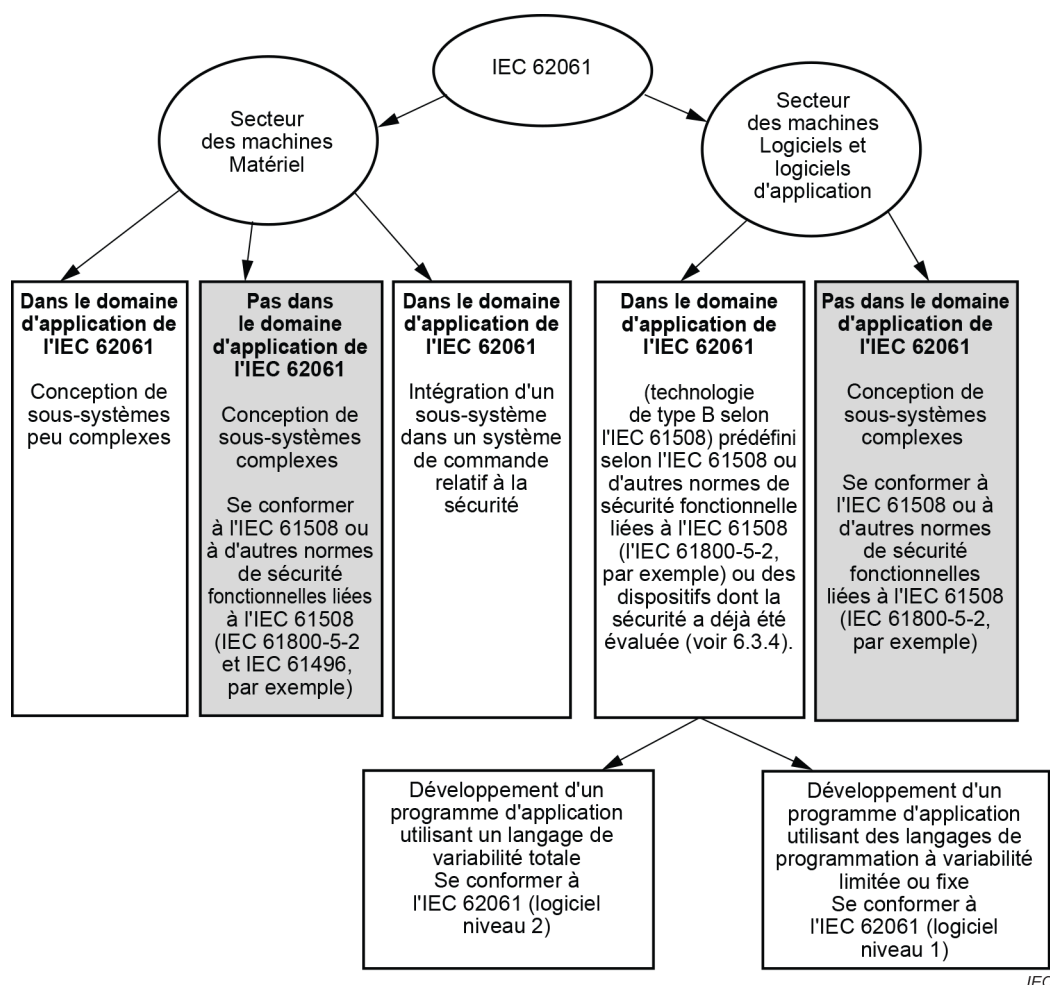 IEC 62061
Secteur
des machines
Matériel
Secteur
des machines
Logiciels et
logiciels
d'application
Dans le domaine
d'application de
l'IEC 62061
Conception de
sous-systèmes
peu complexes
Pas dans
le domaine
d'application de
l'IEC 62061
Conception de
sous-systèmes
complexes
Se conformer
à l'IEC 61508 ou
à d'autres normes
de sécurité
fonctionnelles liées
à l'IEC 61508
(IEC 61800-5-2
et IEC 61496,
par exemple)
Dans le domaine
d'application de
l'IEC 62061
Intégration d'un
sous-système
dans un système
de commande
relatif à la
sécurité
Dans le domaine
d'application de
l'IEC 62061
(technologie
de type B selon
l'IEC 61508) prédéfini
selon l'IEC 61508 ou
d'autres normes de
sécurité fonctionnelle
liées à l'IEC 61508
(l'IEC 61800-5-2,
par exemple) ou des
dispositifs dont la
sécurité a déjà été
évaluée (voir 6.3.4).
Pas dans le domaine
d'application de
l'IEC 62061
Conception de
sous-systèmes
complexes
Se conformer à
l'IEC 61508 ou à
d'autres normes
de sécurité
fonctionnelles
liées à l'IEC 61508
(IEC 61800-5-2,
par exemple)
Développement d'un
programme d'application
utilisant un langage de
variabilité totale
Se conformer à
l'IEC 62061 (logiciel
niveau 2)
Développement d'un
programme d'application
utilisant des langages de
programmation à variabilité
limitée ou fixe
Se conformer à
l'IEC 62061 (logiciel
niveau 1)
IEC